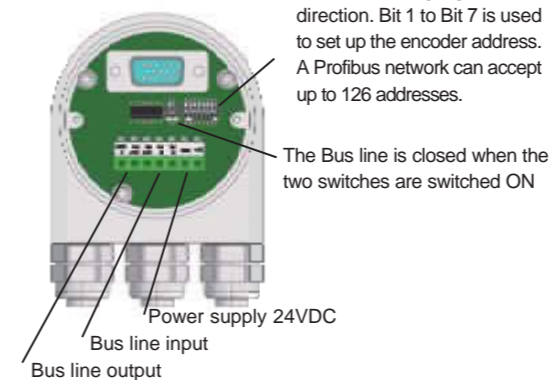 direction. Bit 1 to Bit 7 is used
to set up the encoder address.
A Profibus network can accept
up to 126 addresses.
The Bus line is closed when the
two switches are switched ON
Power supply 24VDC
Bus line input
Bus line output